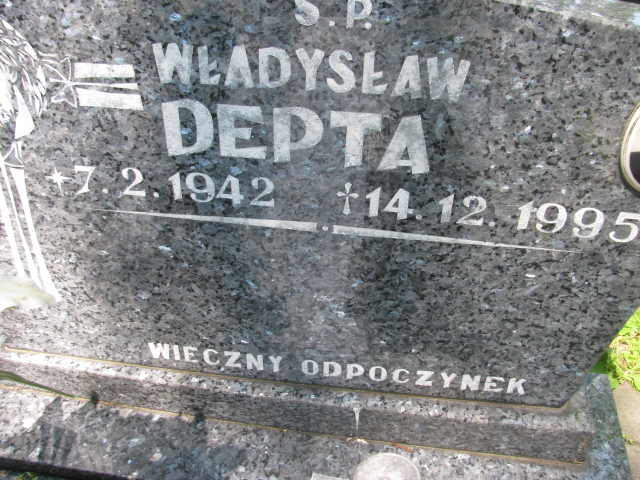 S.P.
WŁADYSŁAW
DEPTA
*7.2.1942 †14.12.1995
WIECZNY ODPOCZYNEK